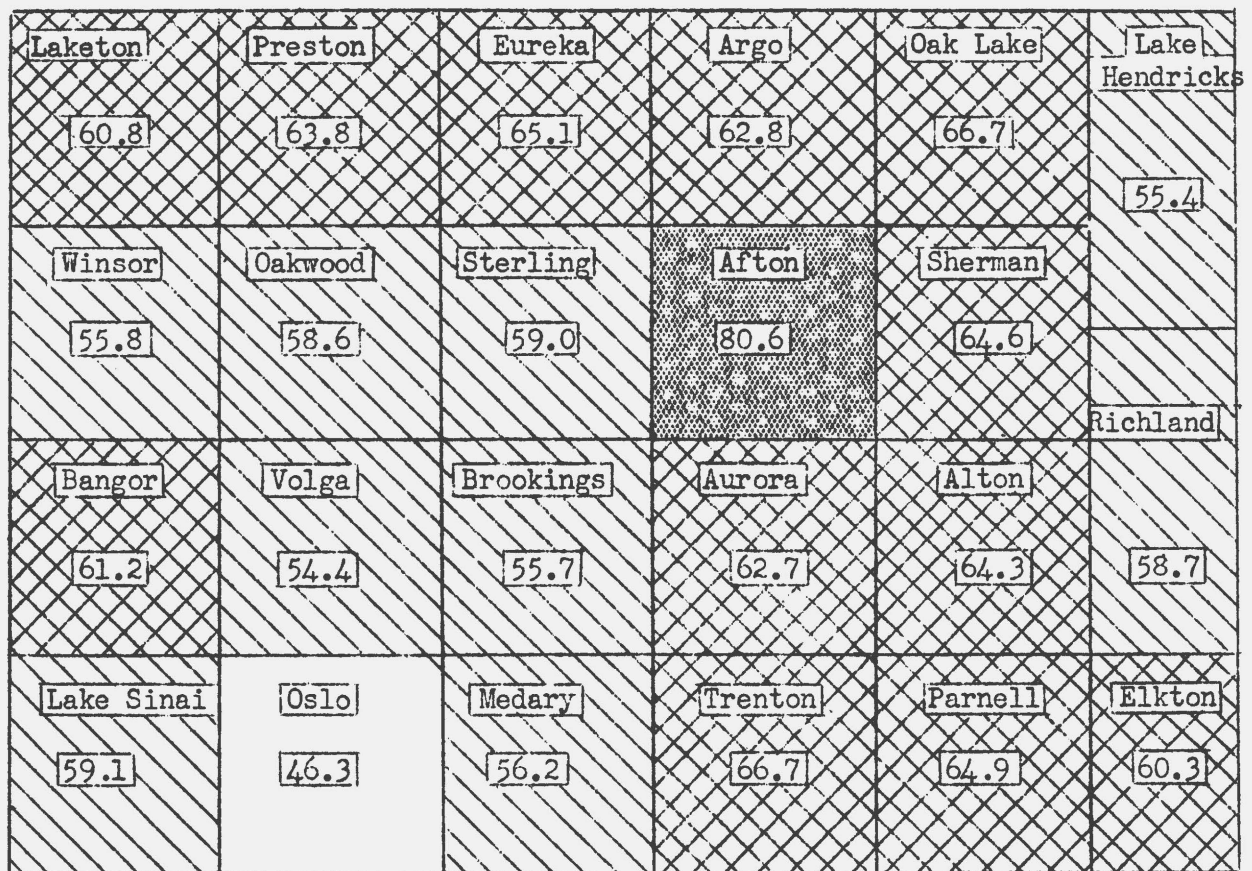 Laketon Preston Eureka Argo Oak Lake Lake
Hendricks
60.8 63.8 65.1 62.8 66.7
55.4
Winsor Oakwood Sterling Afton Sherman
55.8 58.6 59.0 80.6 64.6
Richland
Bangor Volga Brookings Aurora Alton
61.2 54.4 55.7 62.7 64.3 58.7
Lake Sinai Oslo Medary Trenton Parnell Elkton
59.1 46.3 56.2 66.7 64.9 60.3